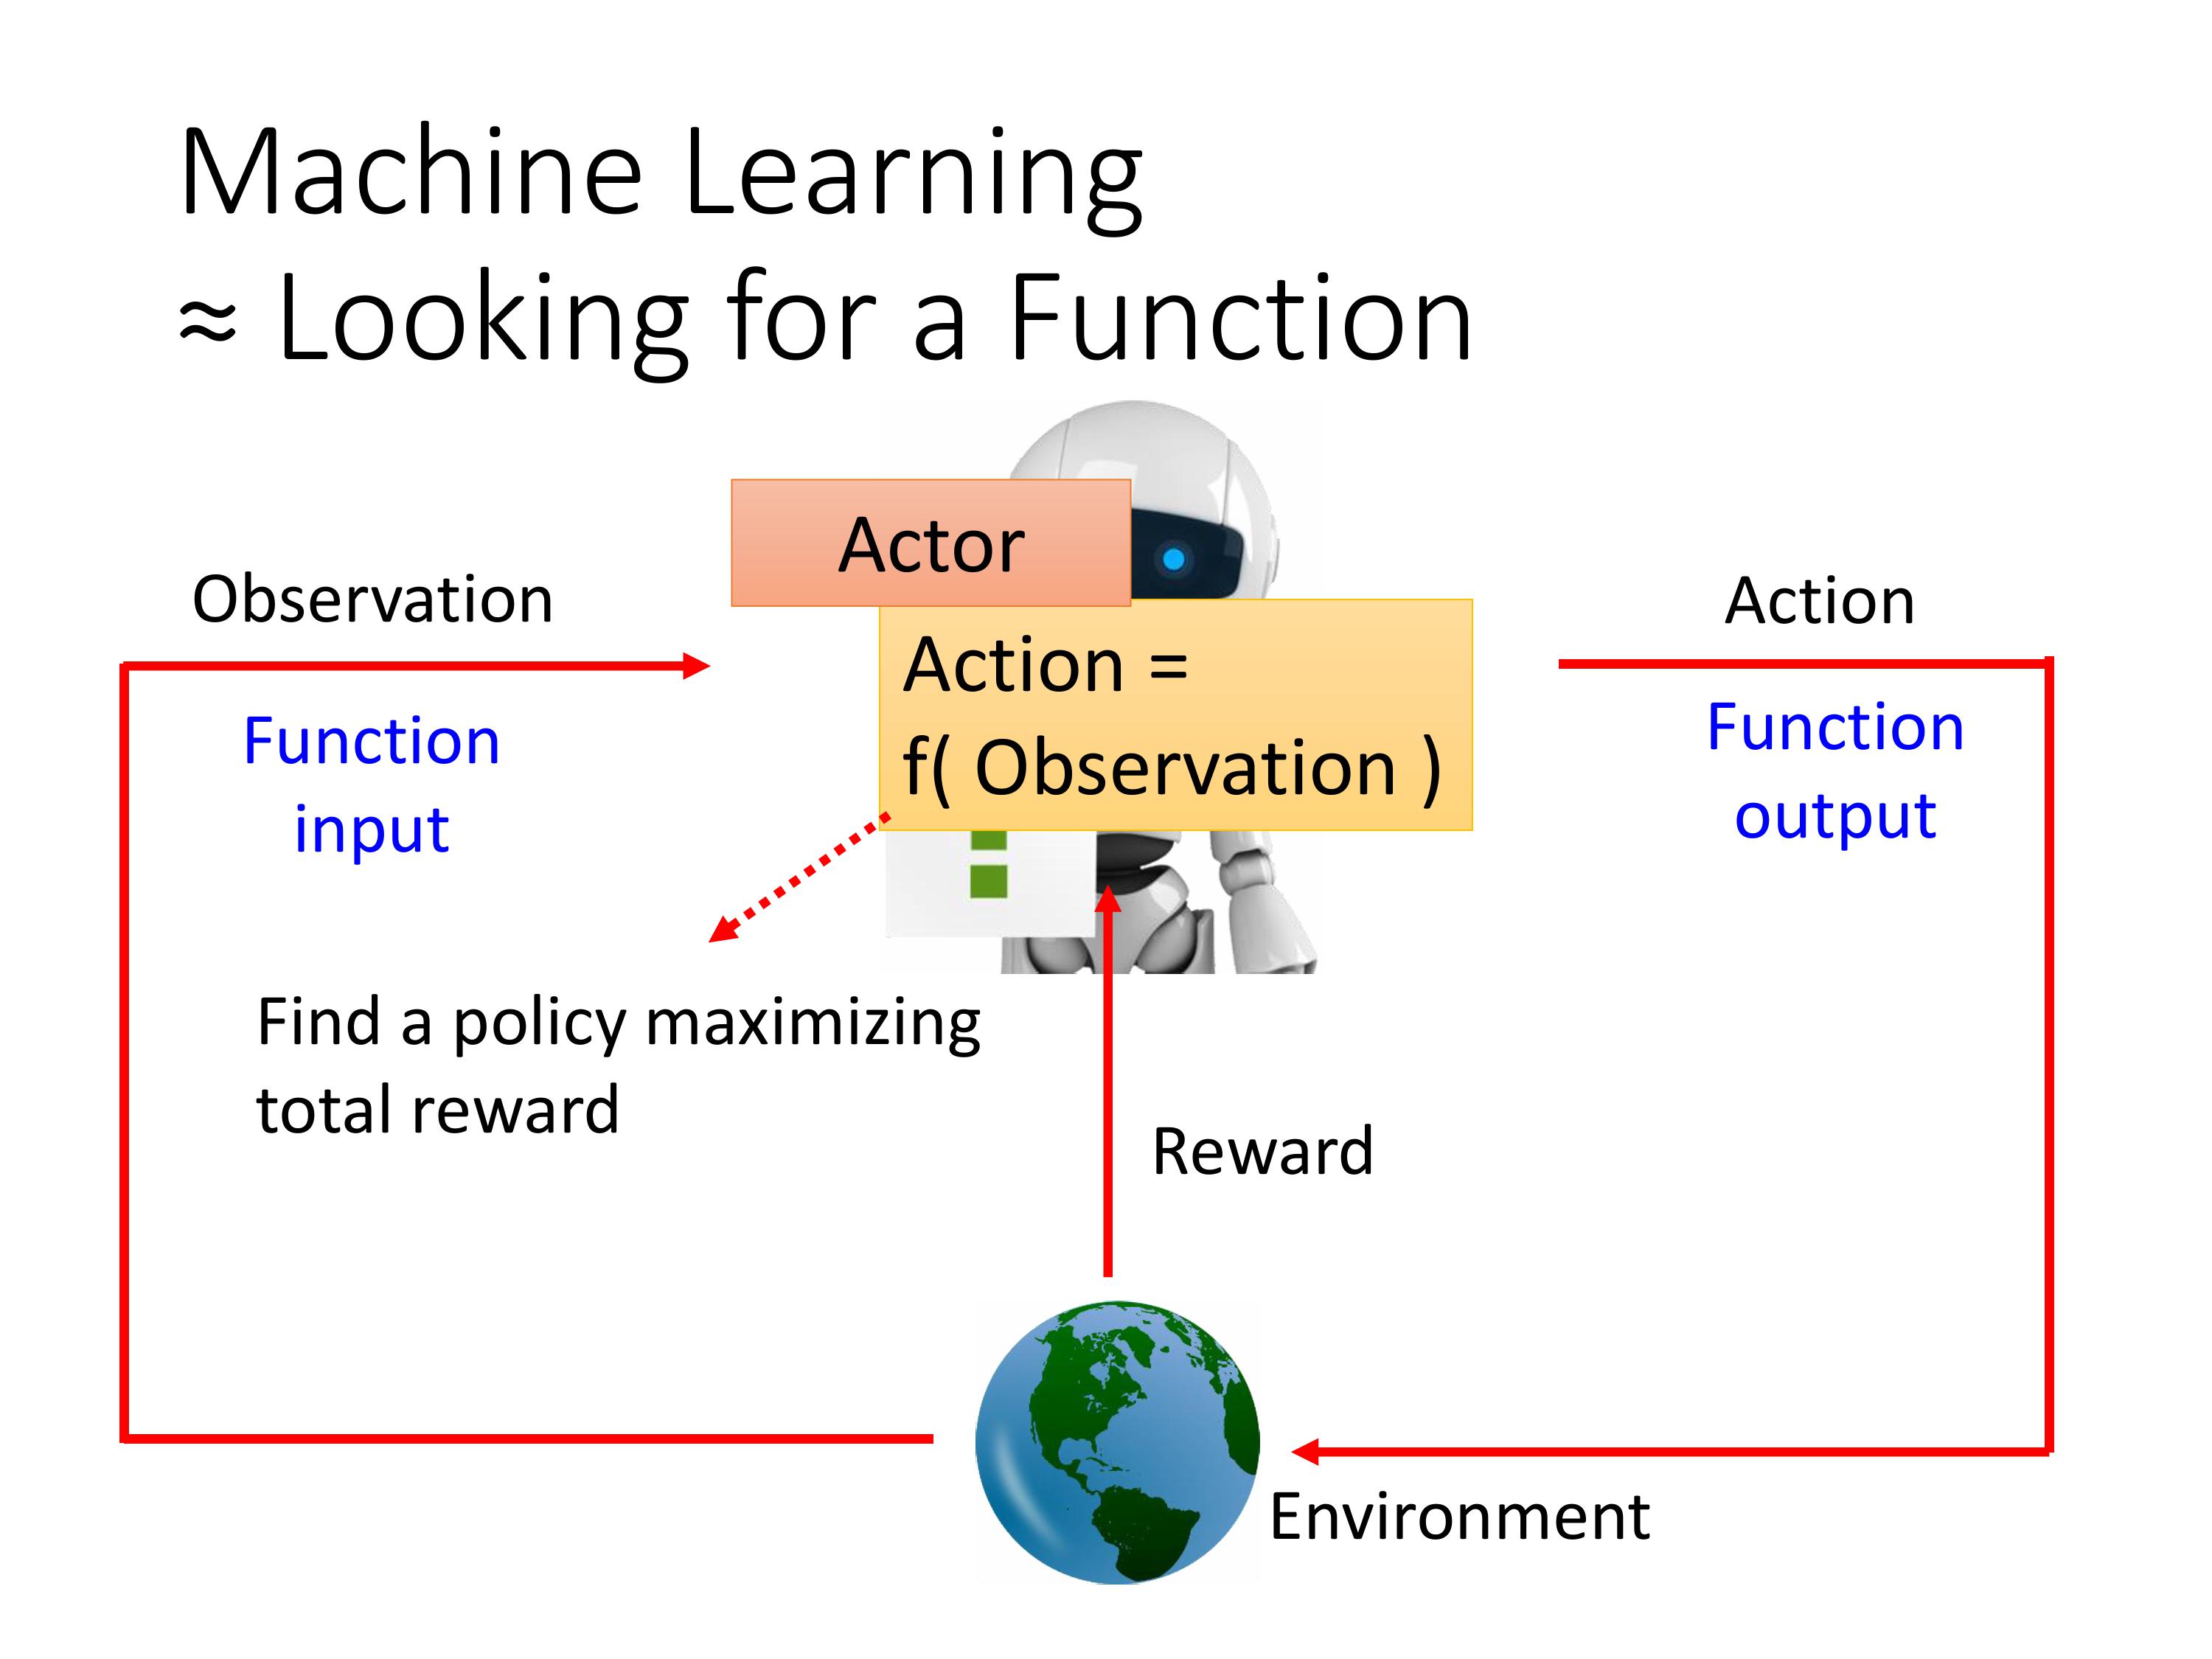 Machine Learning
≈ Looking for a Function
Actor
Observation
Action
Action =
f( Observation )
Function
input
Function
output
Find a policy maximizing
total reward
Reward
Environment